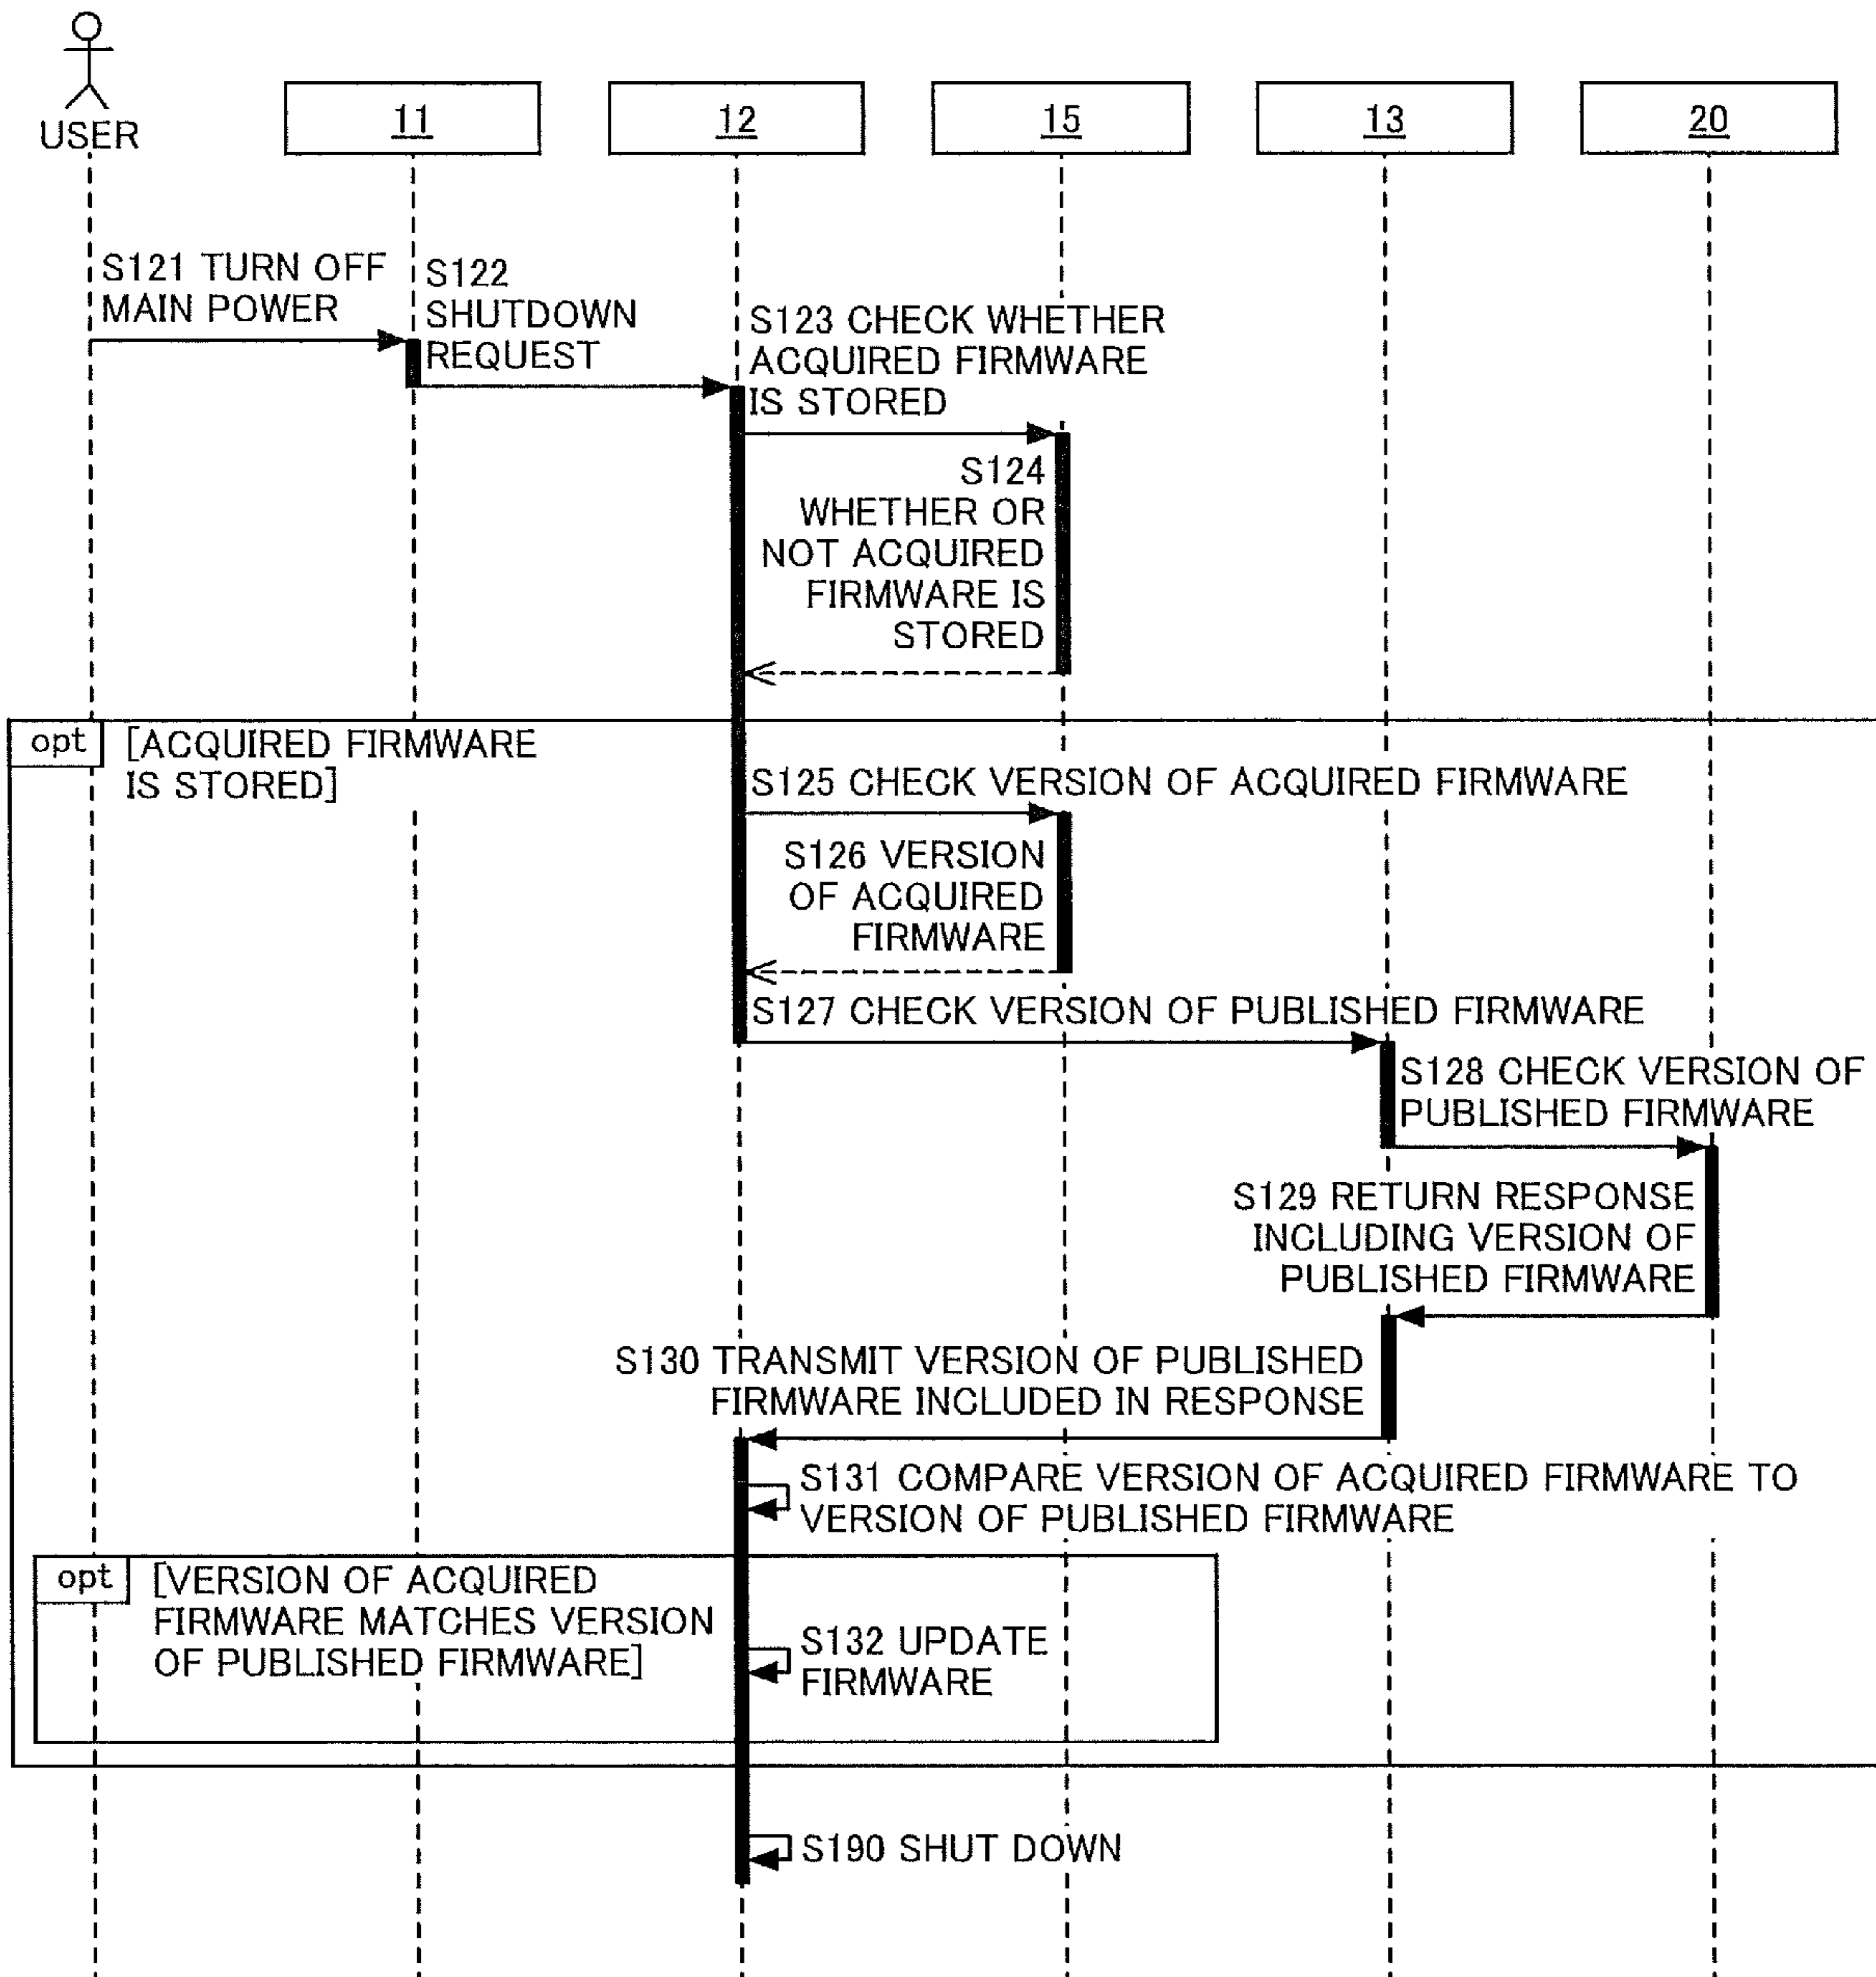 USER
11
12
15
13
20
S121 TURN OFF
MAIN POWER
S122
SHUTDOWN
REQUEST
S123 CHECK WHETHER
ACQUIRED FIRMWARE
IS STORED
S124
WHETHER OR
NOT ACQUIRED
FIRMWARE IS
STORED
opt
[ACQUIRED FIRMWARE
IS STORED]
S125 CHECK VERSION OF ACQUIRED FIRMWARE
S126 VERSION
OF ACQUIRED
FIRMWARE
S127 CHECK VERSION OF PUBLISHED FIRMWARE
S128 CHECK VERSION OF
PUBLISHED FIRMWARE
S129 RETURN RESPONSE
INCLUDING VERSION OF
PUBLISHED FIRMWARE
S130 TRANSMIT VERSION OF PUBLISHED
FIRMWARE INCLUDED IN RESPONSE
S131 COMPARE VERSION OF ACQUIRED FIRMWARE TO
VERSION OF PUBLISHED FIRMWARE
opt
[VERSION OF ACQUIRED
FIRMWARE MATCHES VERSION
OF PUBLISHED FIRMWARE]
S132 UPDATE
FIRMWARE
S190 SHUT DOWN